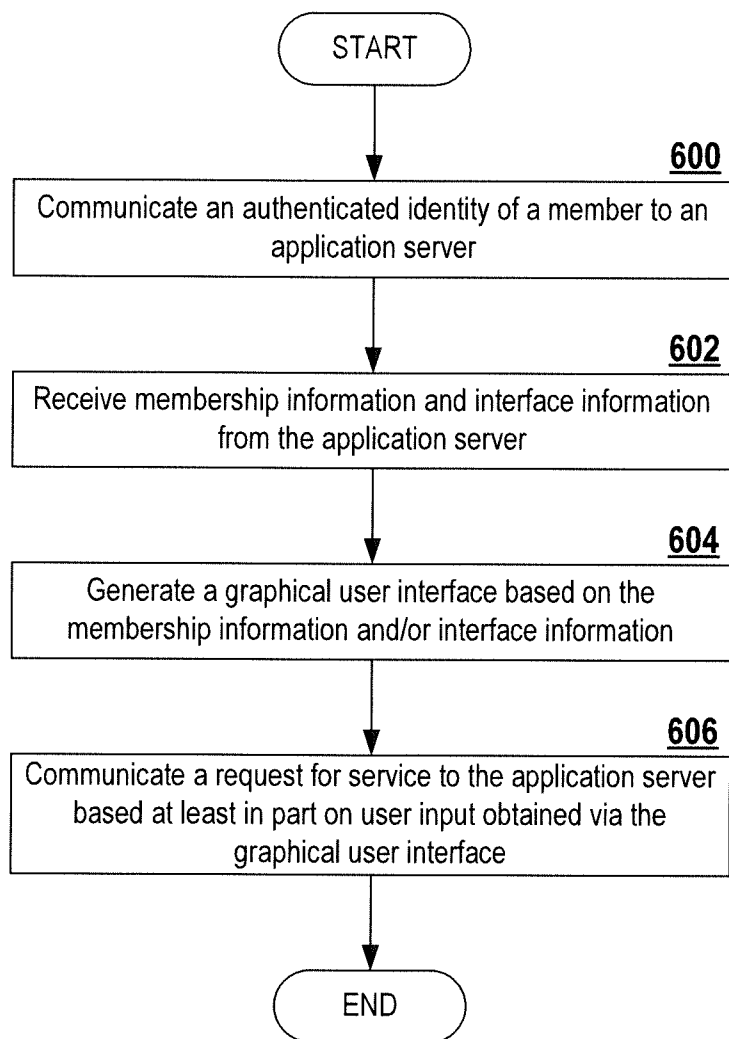 START
600
Communicate an authenticated identity of a member to an
application server
602
Receive membership information and interface information
from the application server
604
Generate a graphical user interface based on the
membership information and/or interface information
606
Communicate a request for service to the application server
based at least in part on user input obtained via the
graphical user interface
END